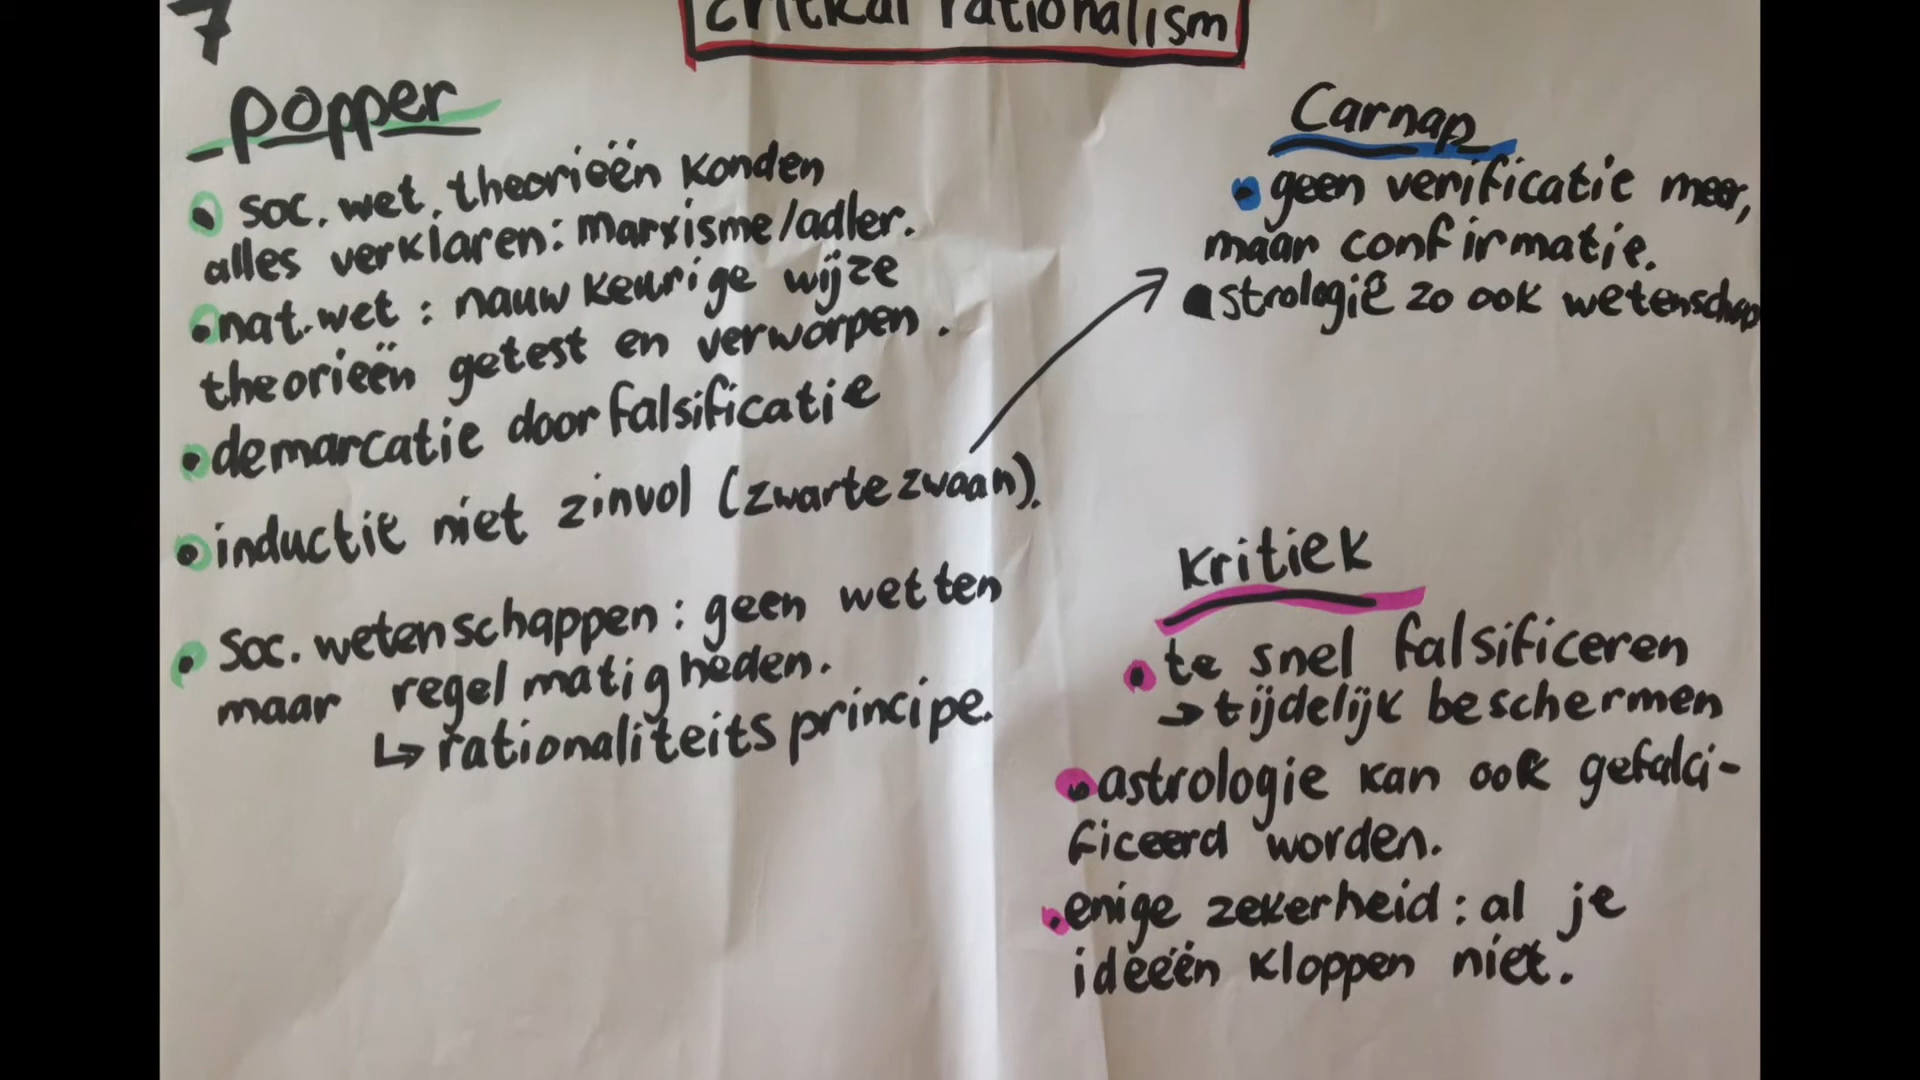 7
critical rationalism
popper
• soc. wet. theorieën konden
alles verklaren: marxisme/adler.
• nat.wet: nauwkeurige wijze
theorieën getest en verworpen.
• demarcatie door falsificatie
• inductie niet zinvol (zwarte zwaan).
• soc. wetenschappen: geen wetten
maar regelmatigheden.
↳ rationaliteitsprincipe.
Carnap
• geen verificatie meer,
maar confirmatie.
astrologie zo ook wetenschap
kritiek
• te snel falsificeren
→ tijdelijk beschermen
• astrologie kan ook gefalci-
ficeerd worden.
• enige zekerheid: al je
ideeën kloppen niet.